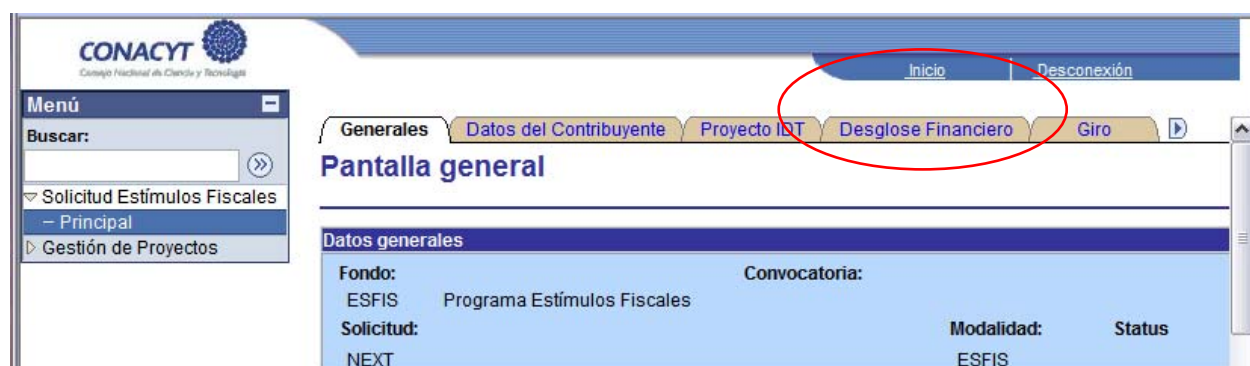 CONACYT
Consejo Nacional de Ciencia y Tecnología
Inicio Desconexión
Menú
Buscar:
Solicitud Estímulos Fiscales
– Principal
Gestión de Proyectos
Generales Datos del Contribuyente Proyecto IDT Desglose Financiero Giro
Pantalla general
Datos generales
Fondo: Convocatoria:
ESFIS Programa Estímulos Fiscales
Solicitud: Modalidad: Status
NEXT ESFIS